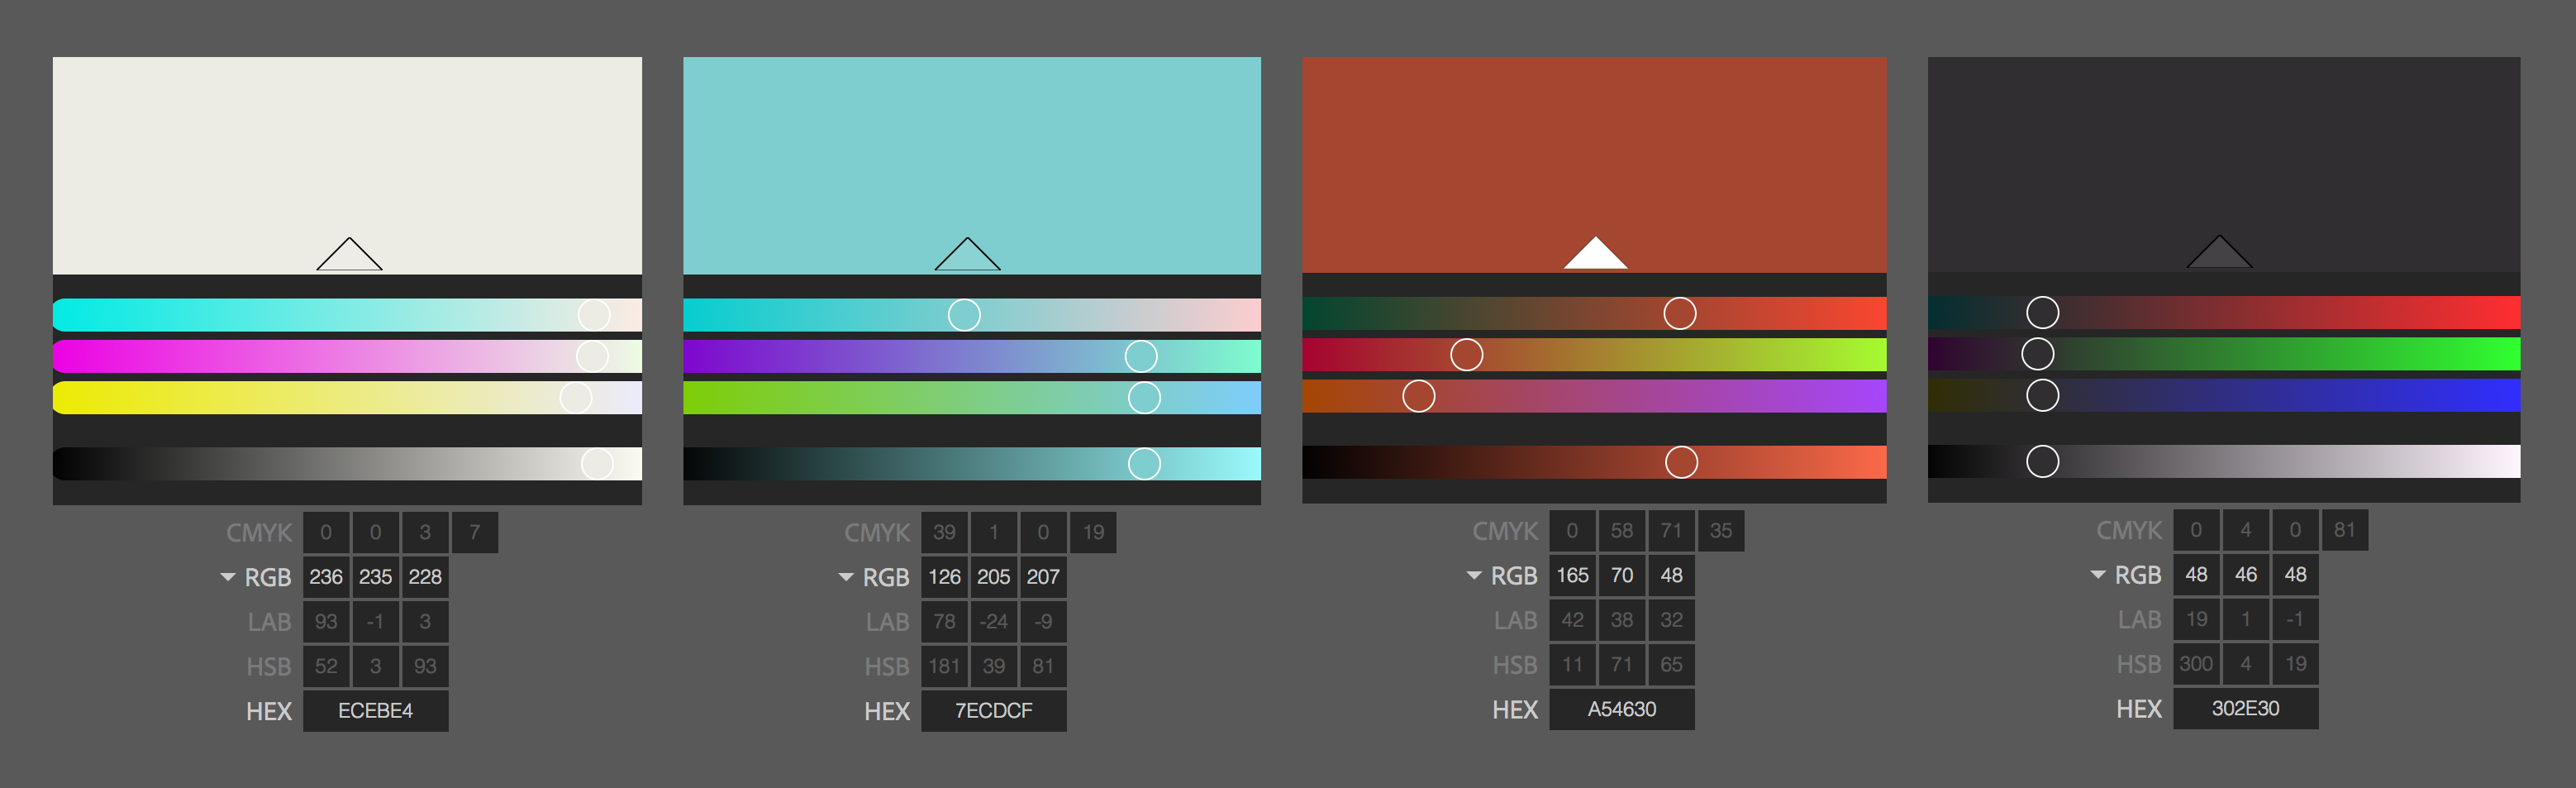 CMYK 0 0 3 7
RGB 236 235 228
LAB 93 -1 3
HSB 52 3 93
HEX ECEBE4
CMYK 39 1 0 19
RGB 126 205 207
LAB 78 -24 -9
HSB 181 39 81
HEX 7ECDCF
CMYK 0 58 71 35
RGB 165 70 48
LAB 42 38 32
HSB 11 71 65
HEX A54630
CMYK 0 4 0 81
RGB 48 46 48
LAB 19 1 -1
HSB 300 4 19
HEX 302E30